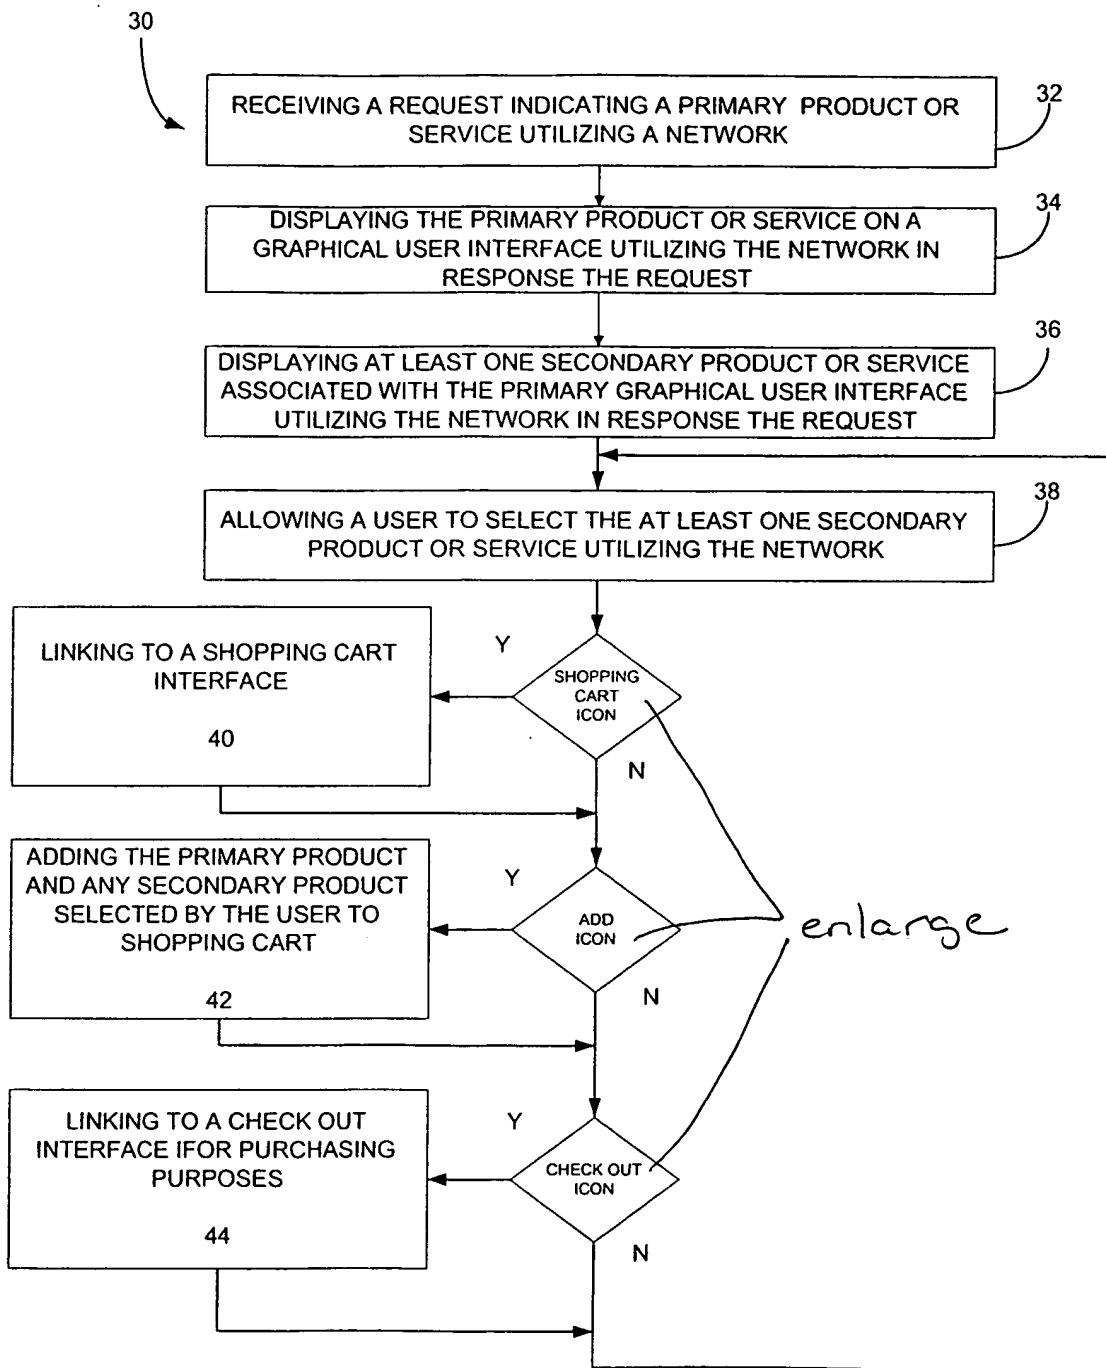 30
RECEIVING A REQUEST INDICATING A PRIMARY PRODUCT OR
SERVICE UTILIZING A NETWORK
32
DISPLAYING THE PRIMARY PRODUCT OR SERVICE ON A
GRAPHICAL USER INTERFACE UTILIZING THE NETWORK IN
RESPONSE THE REQUEST
34
DISPLAYING AT LEAST ONE SECONDARY PRODUCT OR SERVICE
ASSOCIATED WITH THE PRIMARY GRAPHICAL USER INTERFACE
UTILIZING THE NETWORK IN RESPONSE THE REQUEST
36
ALLOWING A USER TO SELECT THE AT LEAST ONE SECONDARY
PRODUCT OR SERVICE UTILIZING THE NETWORK
38
SHOPPING
CART
ICON
Y
N
LINKING TO A SHOPPING CART
INTERFACE
40
ADD
ICON
Y
N
ADDING THE PRIMARY PRODUCT
AND ANY SECONDARY PRODUCT
SELECTED BY THE USER TO
SHOPPING CART
42
enlarge
CHECK OUT
ICON
Y
N
LINKING TO A CHECK OUT
INTERFACE IFOR PURCHASING
PURPOSES
44